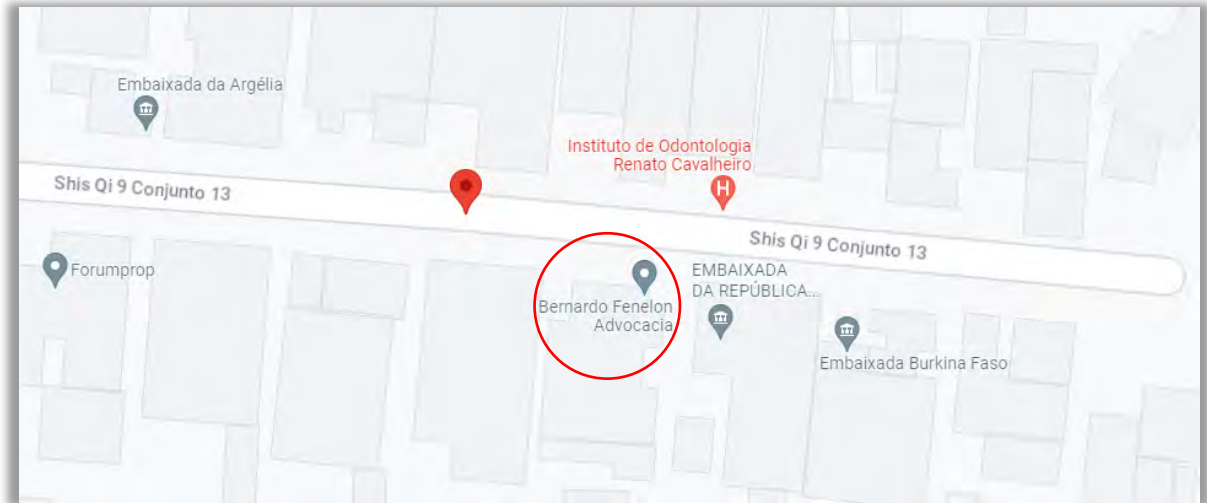 Embaixada da Argélia
Instituto de Odontologia
Renato Cavalheiro
H
Shis Qi 9 Conjunto 13
Shis Qi 9 Conjunto 13
Forumprop
Bernardo Fenelon
Advocacia
EMBAIXADA
DA REPÚBLICA...
Embaixada Burkina Faso